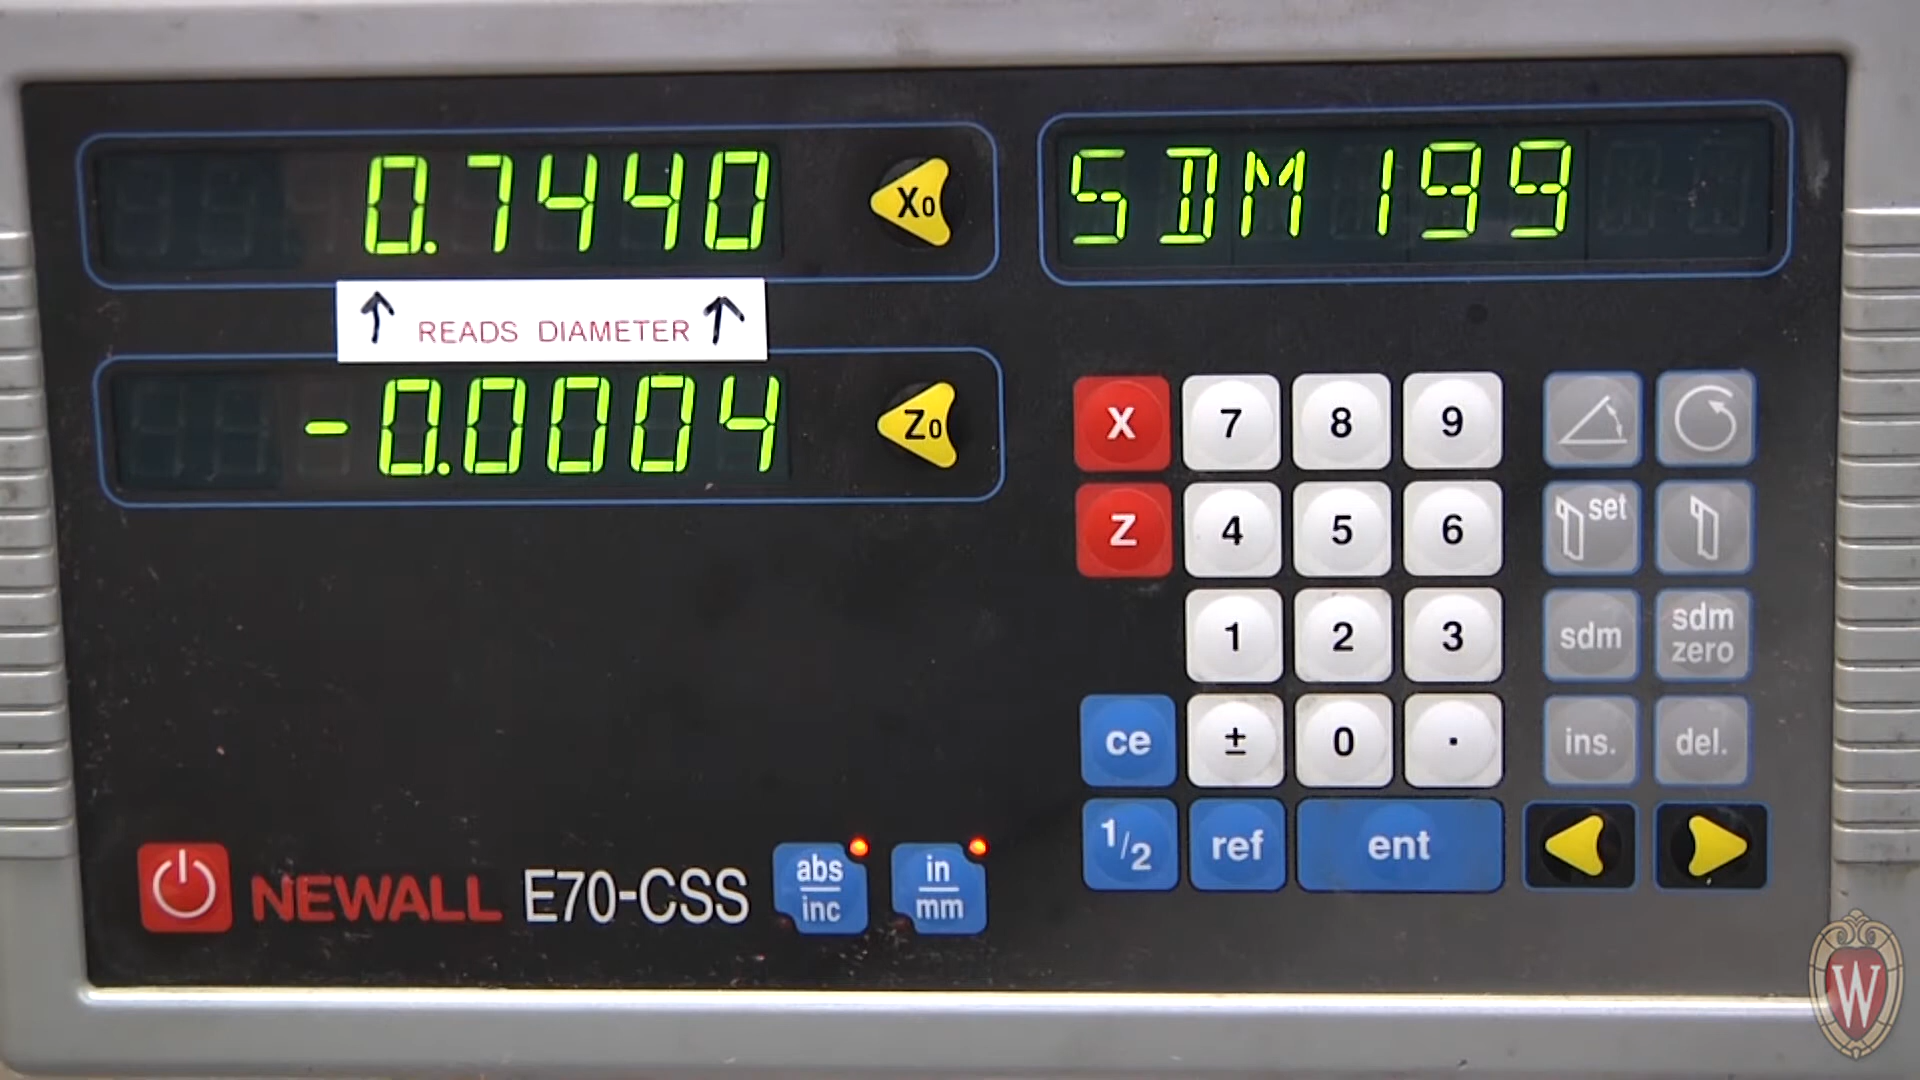 0.7440
X0
SDM 199
READS DIAMETER
-0.0004
Z0
X 7 8 9
Z 4 5 6 set
1 2 3 sdm sdm zero
ce ± 0 . ins. del.
1/2 ref ent
NEWALL E70-CSS abs inc in mm
W